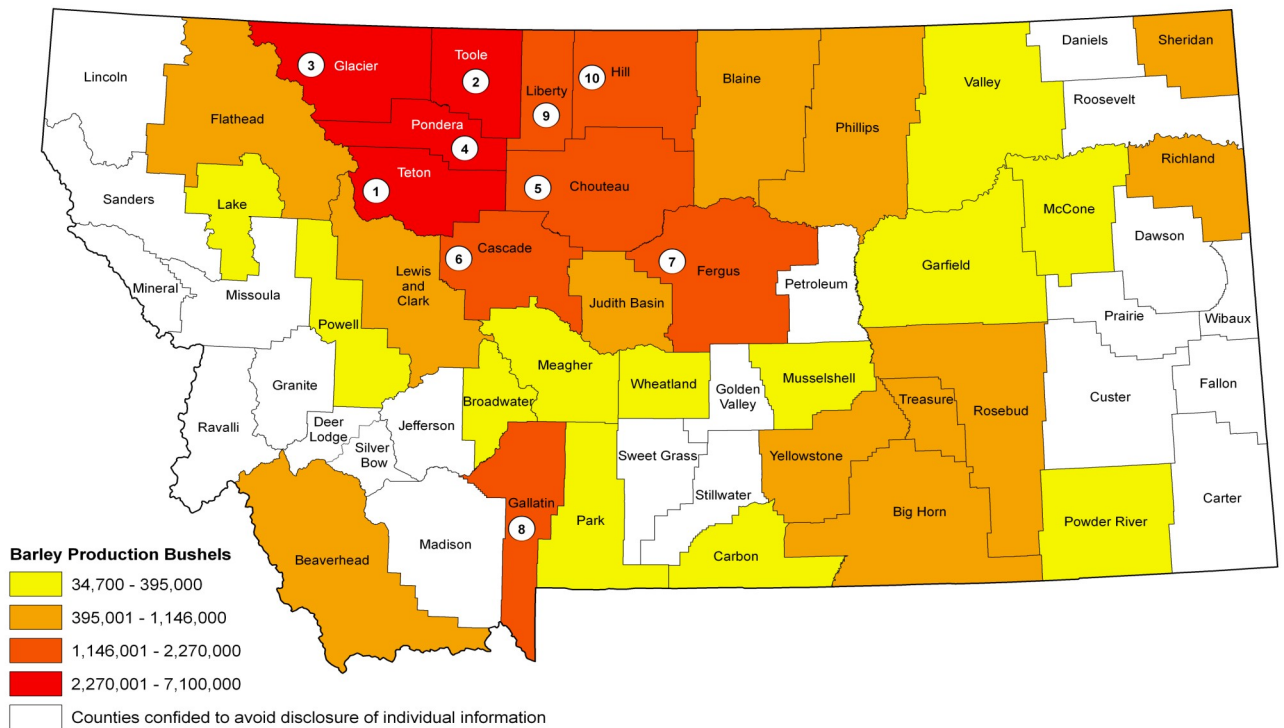 Lincoln
Flathead
3
Glacier
Toole
2
Liberty
9
10
Hill
Blaine
Phillips
Valley
Daniels
Sheridan
Roosevelt
Pondera
4
Teton
1
5
Chouteau
Richland
McCone
Dawson
Sanders
Lake
Mineral
Missoula
Powell
Lewis
and
Clark
6
Cascade
Judith Basin
7
Fergus
Petroleum
Garfield
Prairie
Wibaux
Meagher
Broadwater
Wheatland
Golden
Valley
Musselshell
Treasure
Rosebud
Custer
Fallon
Granite
Ravalli
Deer
Lodge
Silver
Bow
Jefferson
Gallatin
8
Park
Sweet Grass
Stillwater
Yellowstone
Big Horn
Carbon
Powder River
Carter
Beaverhead
Madison
Barley Production Bushels
34,700 - 395,000
395,001 - 1,146,000
1,146,001 - 2,270,000
2,270,001 - 7,100,000
Counties confided to avoid disclosure of individual information